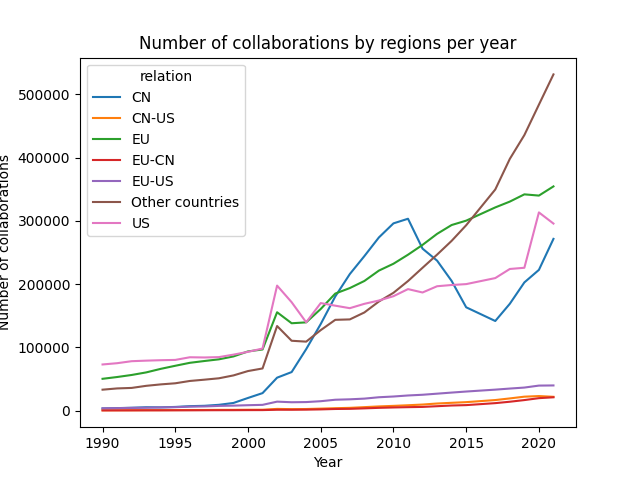 Number of collaborations by regions per year
Number of collaborations
500000
400000
300000
200000
100000
0
relation
CN
CN-US
EU
EU-CN
EU-US
Other countries
US
1990
1995
2000
2005
2010
2015
2020
Year